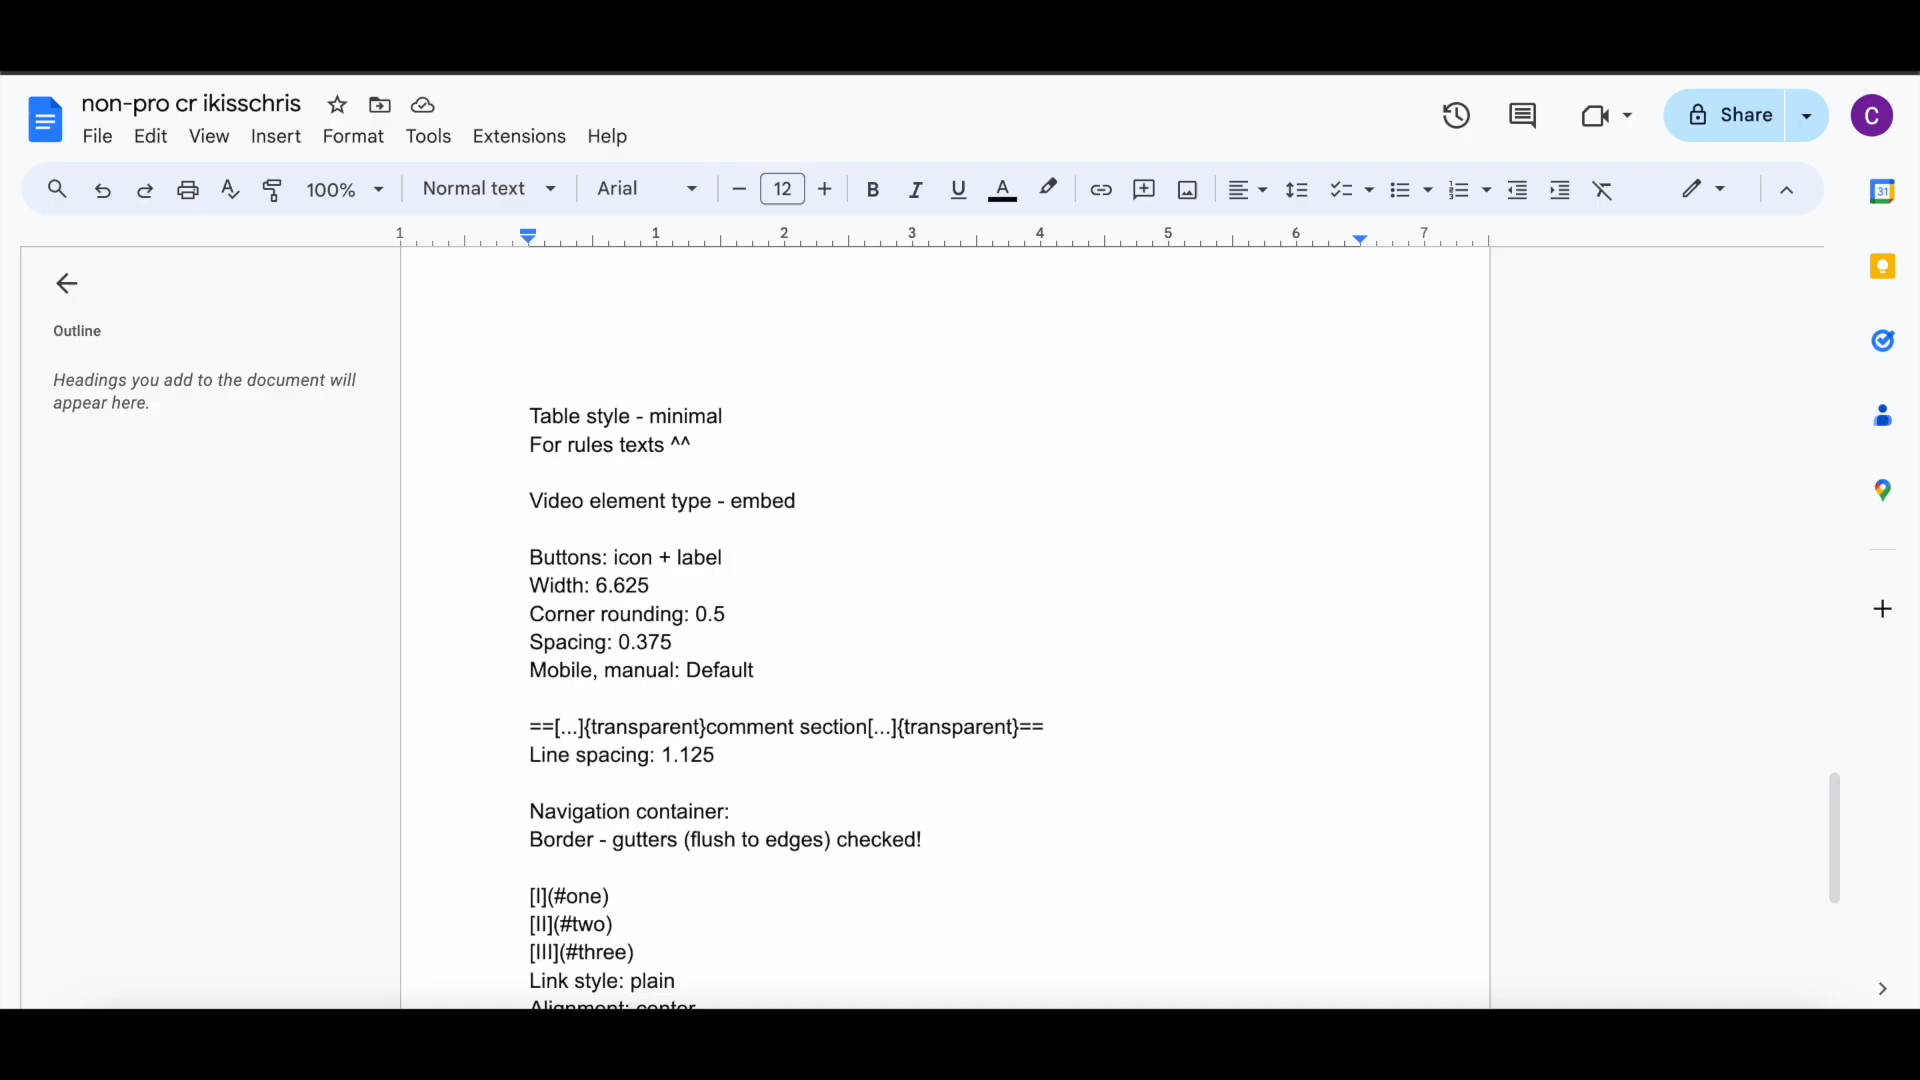 non-pro cr ikisschris
File Edit View Insert Format Tools Extensions Help
Share
C
100% Normal text Arial 12
31
1 1 2 3 4 5 6 7
Outline
Headings you add to the document will
appear here.
Table style - minimal
For rules texts ^^
Video element type - embed
Buttons: icon + label
Width: 6.625
Corner rounding: 0.5
Spacing: 0.375
Mobile, manual: Default
==[...]{transparent}comment section[...]{transparent}==
Line spacing: 1.125
Navigation container:
Border - gutters (flush to edges) checked!
[I](#one)
[II](#two)
[III](#three)
Link style: plain
Alignment: center